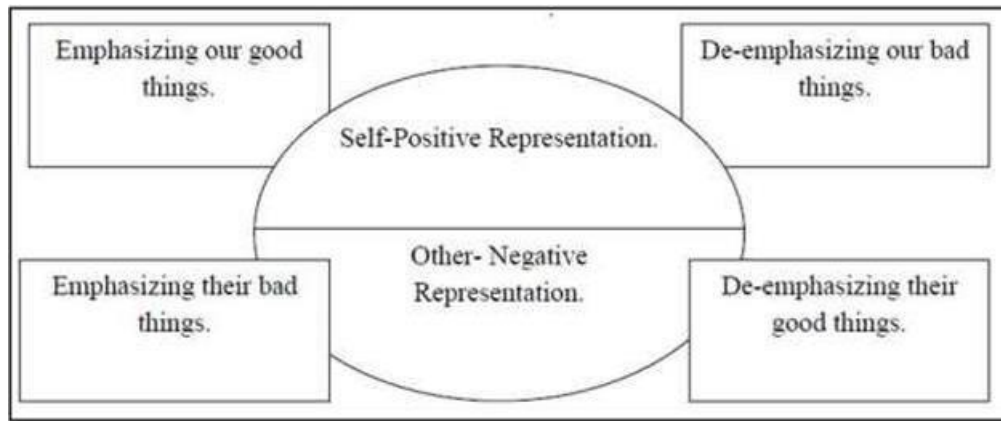 Emphasizing our good
things.
De-emphasizing our bad
things.
Self-Positive Representation.
Other- Negative
Representation.
Emphasizing their bad
things.
De-emphasizing their
good things.